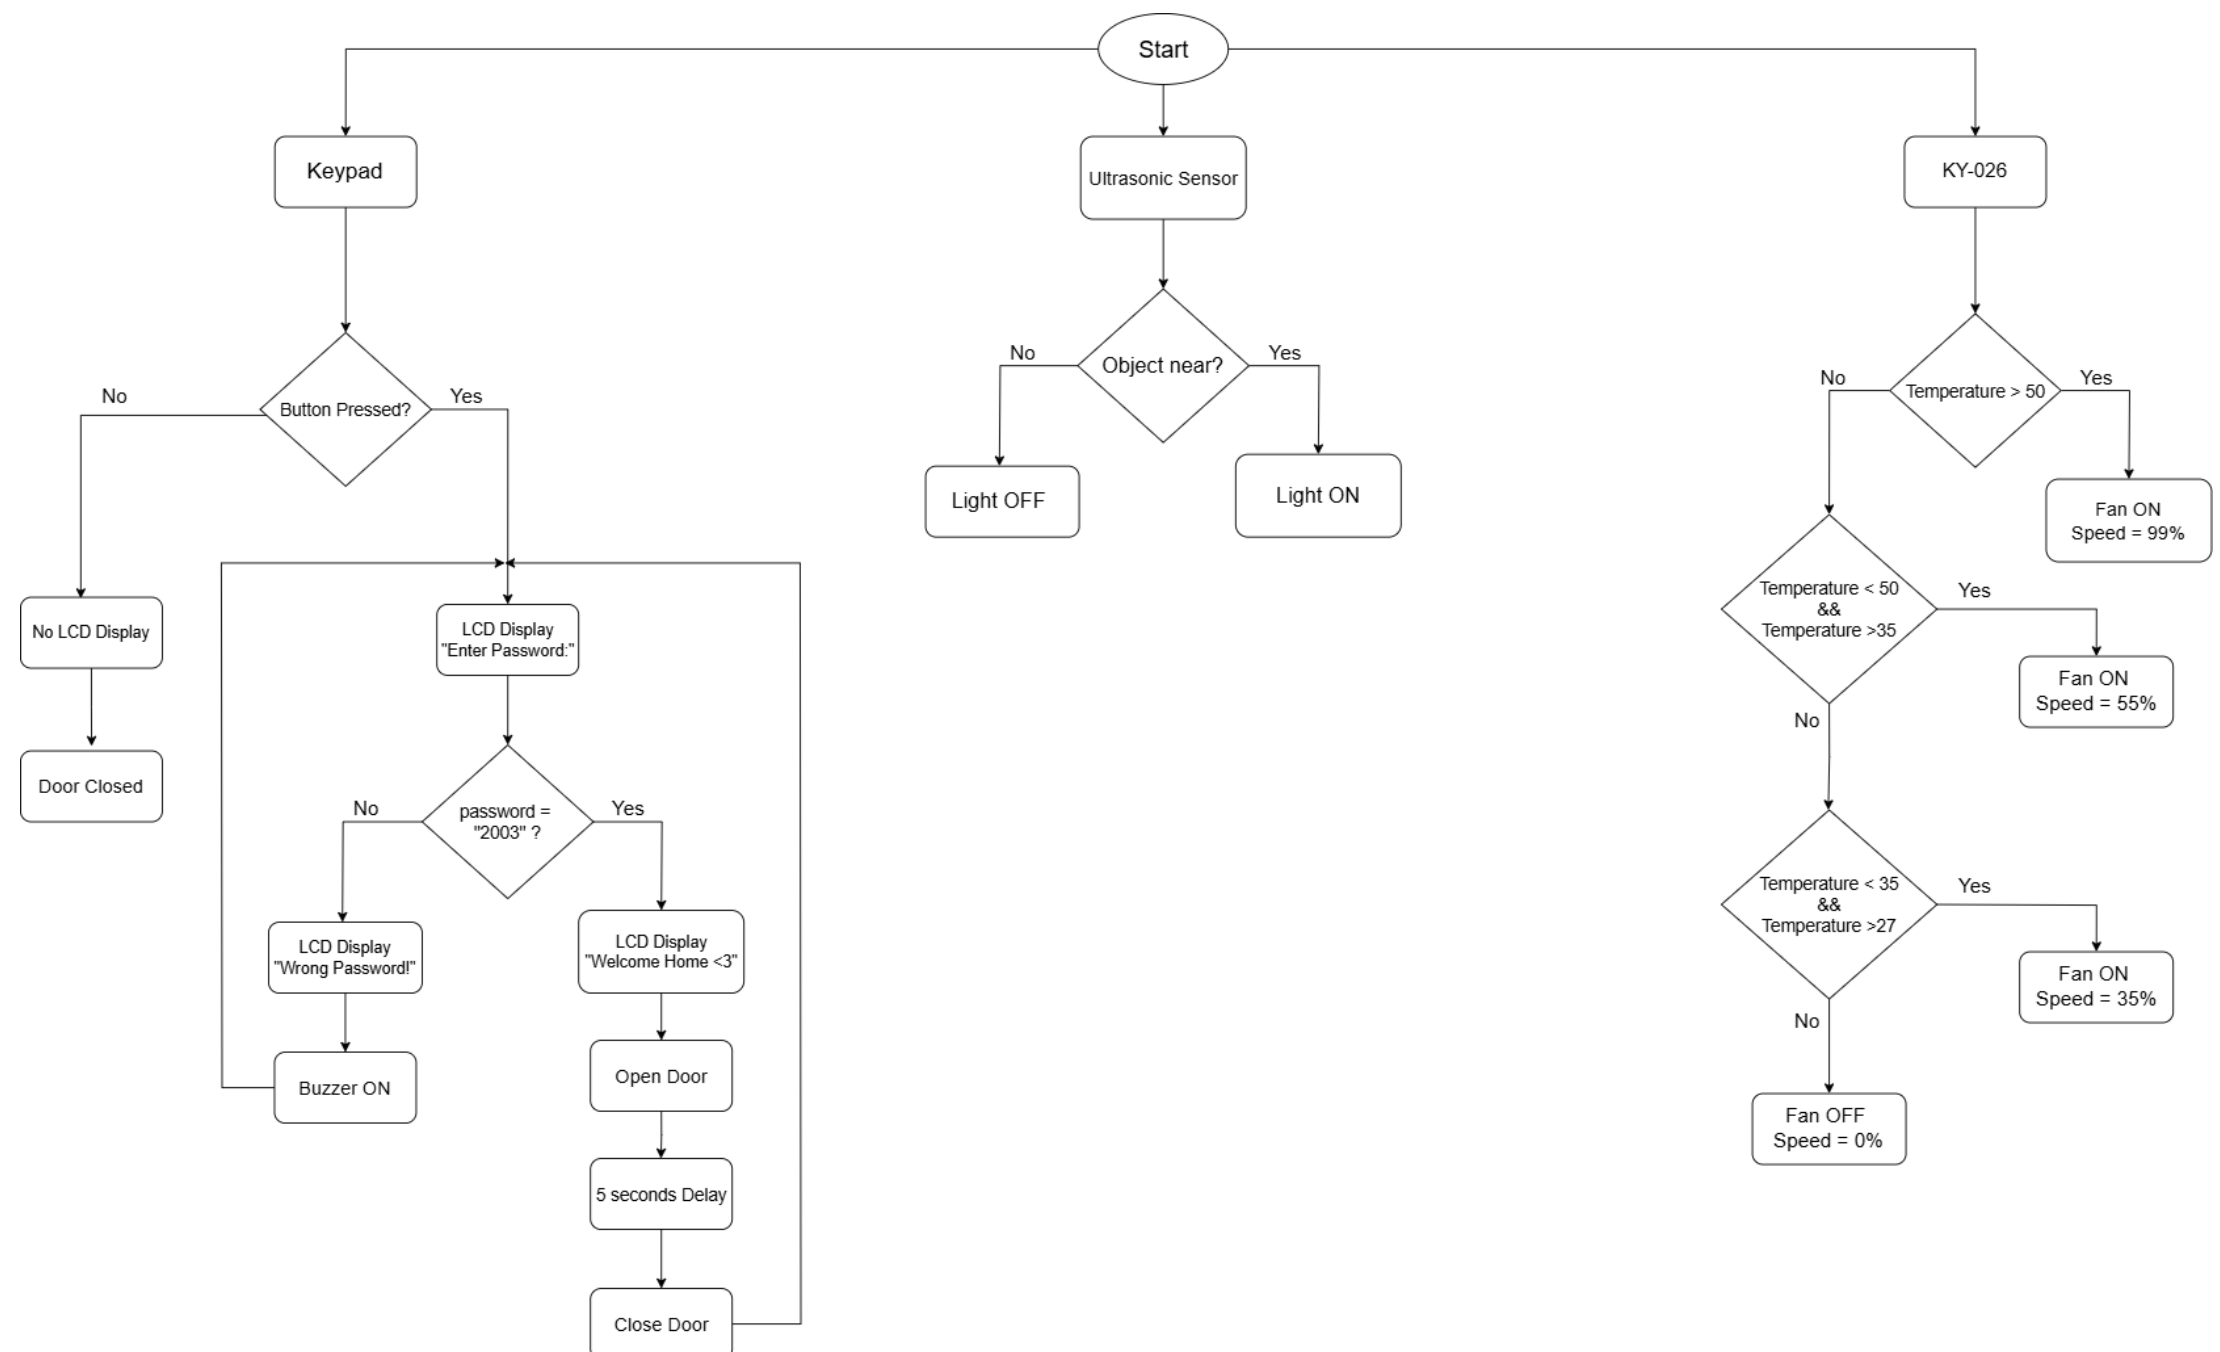 Start
Keypad
Button Pressed?
No
Yes
No LCD Display
Door Closed
LCD Display
"Enter Password:"
password =
"2003" ?
No
Yes
LCD Display
"Wrong Password!"
Buzzer ON
LCD Display
"Welcome Home <3"
Open Door
5 seconds Delay
Close Door
Ultrasonic Sensor
Object near?
No
Yes
Light OFF
Light ON
KY-026
Temperature > 50
No
Yes
Fan ON
Speed = 99%
Temperature < 50
&&
Temperature >35
Yes
Fan ON
Speed = 55%
No
Temperature < 35
&&
Temperature >27
Yes
Fan ON
Speed = 35%
No
Fan OFF
Speed = 0%